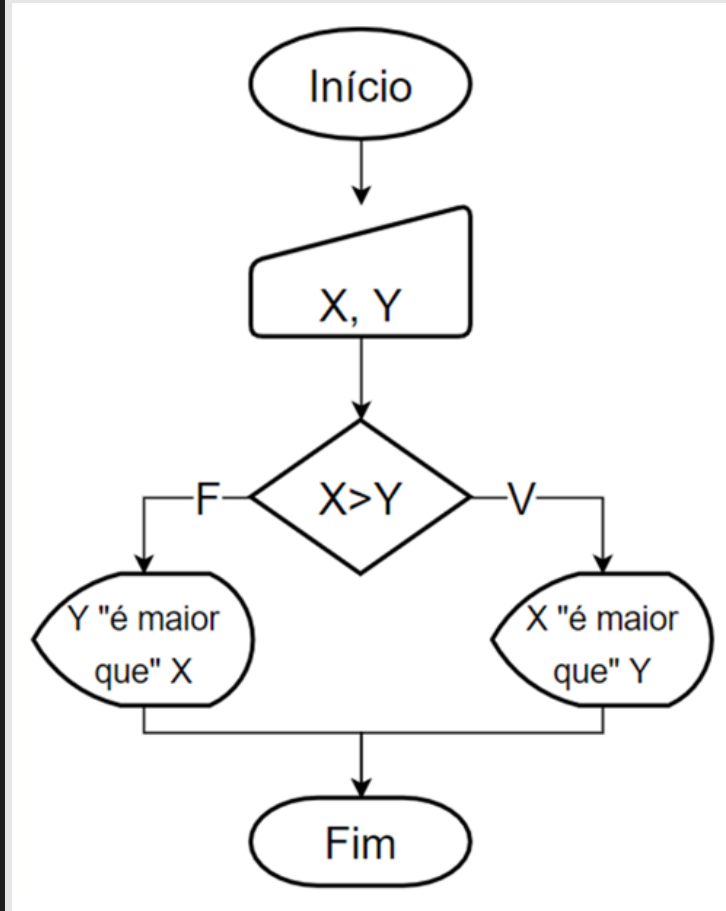 Início
X, Y
X>Y
F
V
Y "é maior
que" X
X "é maior
que" Y
Fim